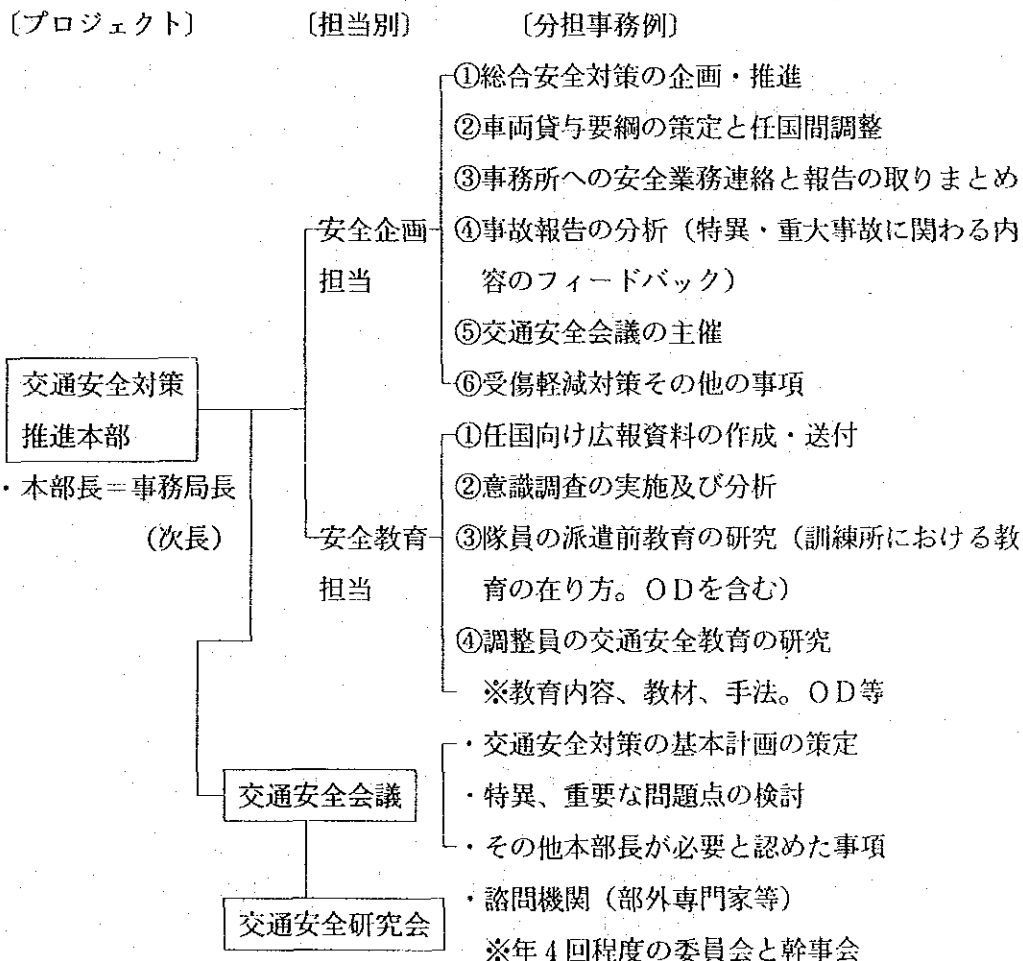 〔プロジェクト〕 〔担当別〕 〔分担事務例〕
①総合安全対策の企画・推進
②車両貸与要綱の策定と任国間調整
③事務所への安全業務連絡と報告の取りまとめ
安全企画
担当
④事故報告の分析（特異・重大事故に関わる内
容のフィードバック）
⑤交通安全会議の主催
⑥受傷軽減対策その他の事項
交通安全対策
推進本部
・本部長＝事務局長
（次長）
①任国向け広報資料の作成・送付
②意識調査の実施及び分析
安全教育
担当
③隊員の派遣前教育の研究（訓練所における教
育の在り方。ＯＤを含む）
④調整員の交通安全教育の研究
※教育内容、教材、手法。ＯＤ等
交通安全会議
・交通安全対策の基本計画の策定
・特異、重要な問題点の検討
・その他本部長が必要と認めた事項
交通安全研究会
・諮問機関（部外専門家等）
※年４回程度の委員会と幹事会